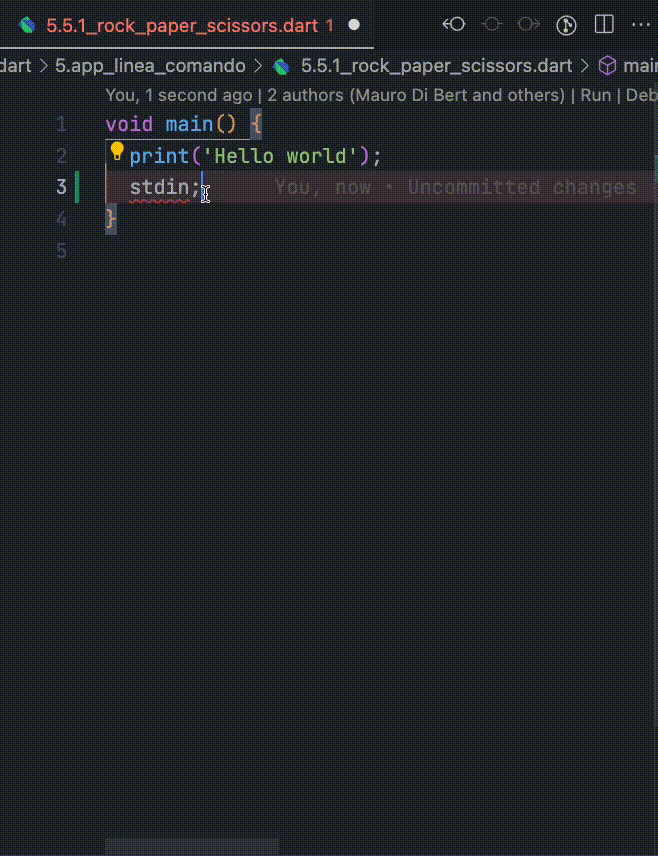 5.5.1_rock_paper_scissors.dart 1
dart > 5.app_linea_comando > 5.5.1_rock_paper_scissors.dart > mai
You, 1 second ago | 2 authors (Mauro Di Bert and others) | Run | Deb
1 void main() {
2 print('Hello world');
3 stdin; You, now • Uncommitted changes
4 }
5